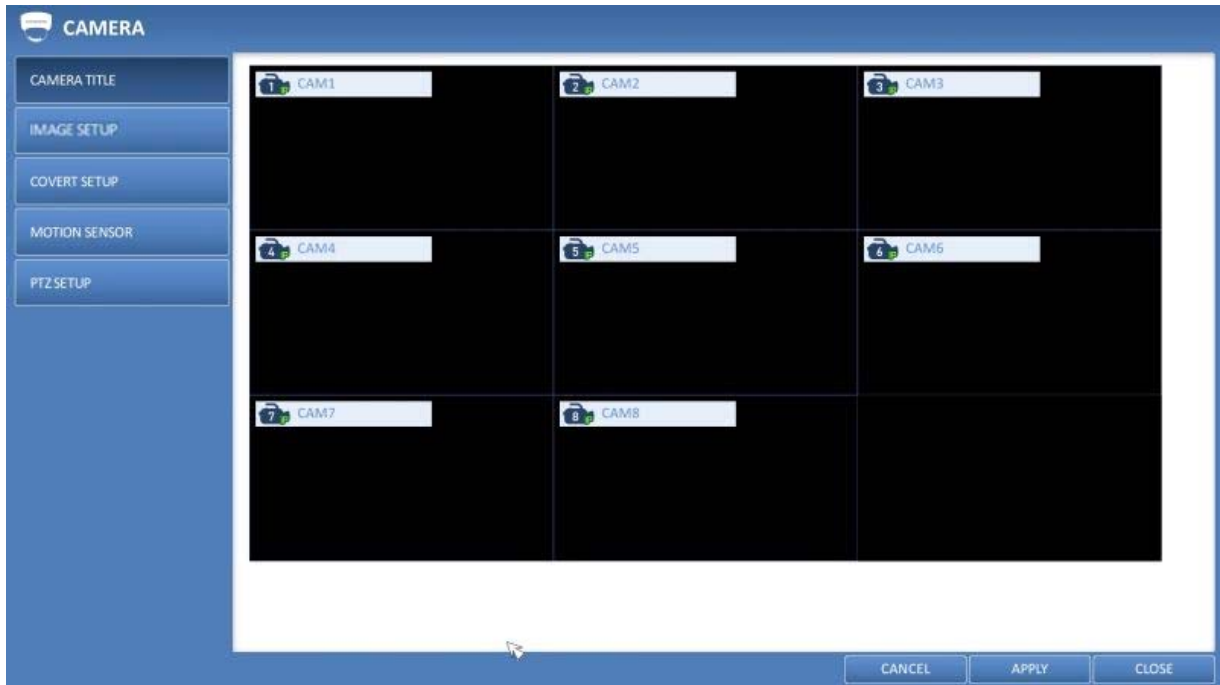 CAMERA
CAMERA TITLE
IMAGE SETUP
COVERT SETUP
MOTION SENSOR
PTZ SETUP
1 CAM1
2 CAM2
3 CAM3
4 CAM4
5 CAM5
6 CAM6
7 CAM7
8 CAM8
CANCEL
APPLY
CLOSE